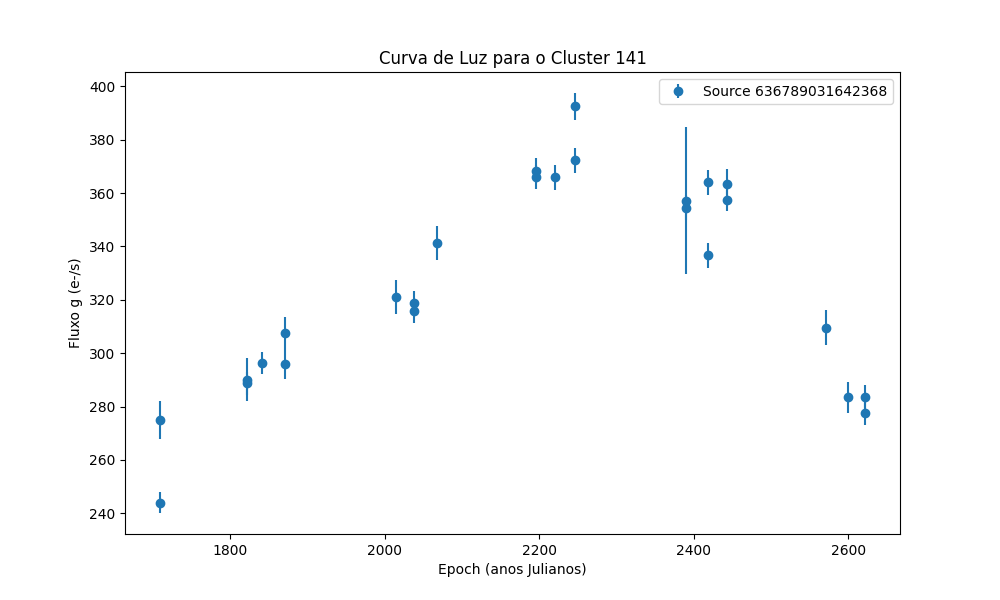 Curva de Luz para o Cluster 141
Source 636789031642368
Fluxo g (e-/s)
400
380
360
340
320
300
280
260
240
1800 2000 2200 2400 2600
Epoch (anos Julianos)